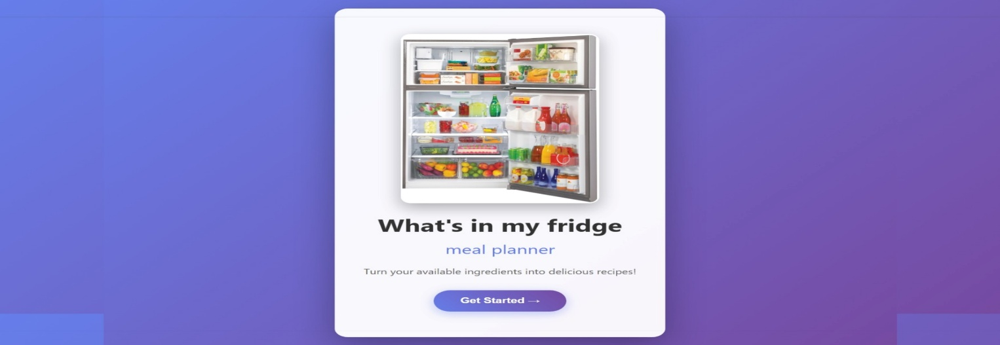 What's in my fridge
meal planner
Turn your available ingredients into delicious recipes!
Get Started →